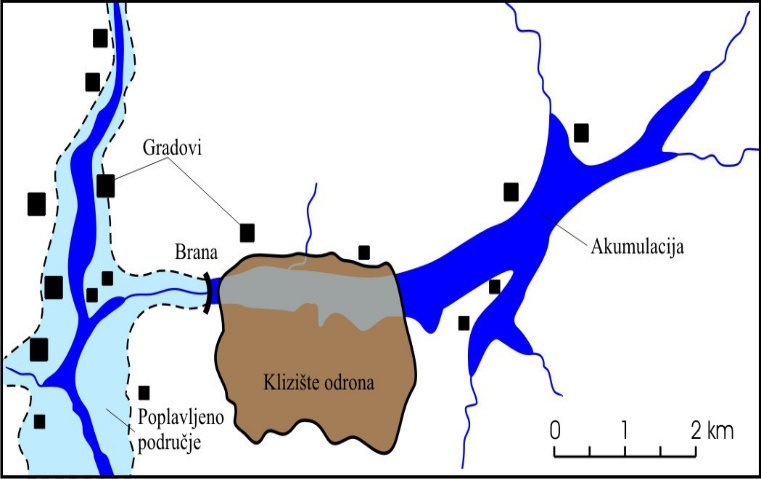 Gradovi
Brana
Akumulacija
Klizište odrona
Poplavljeno
područje
0 1 2 km